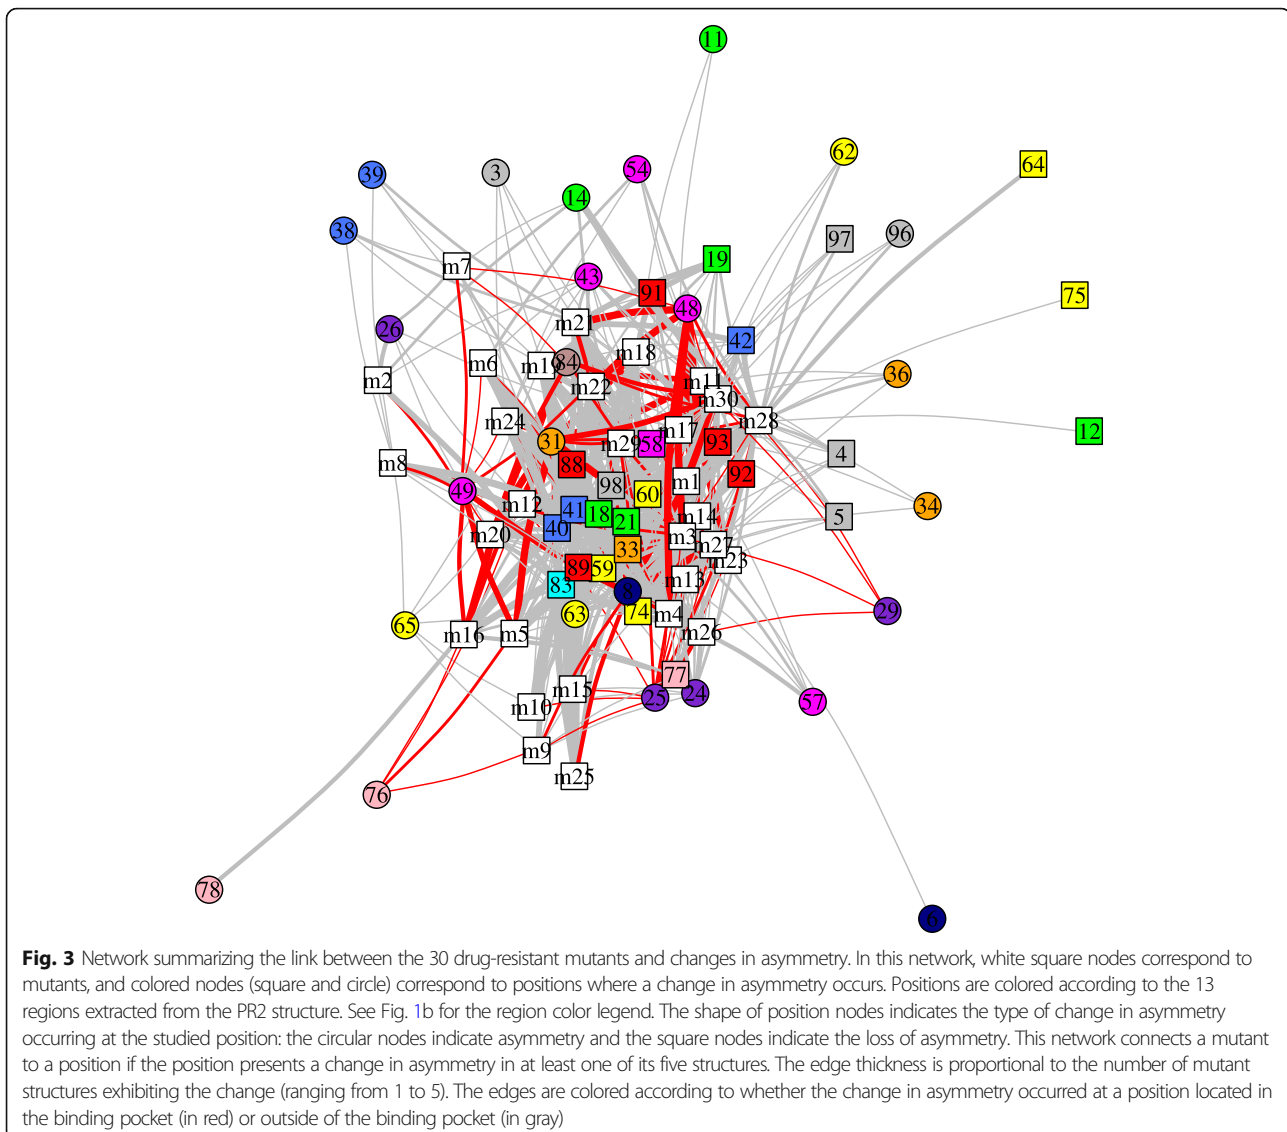 11
62
64
39
3
54
14
38
97
96
19
m7
43
91
75
48
m21
26
42
m18
m6
m19
84
36
m2
m22
m11
m30
m24
m28
12
m17
31
m29
58
93
4
m8
88
92
98
m1
49
60
m12
34
41
18
m14
5
21
40
m20
m3
33
m27
m23
89
59
m13
83
8
29
63
74
m4
65
m16
m5
m26
77
m15
25
24
57
m10
m9
m25
76
78
6
Fig. 3 Network summarizing the link between the 30 drug-resistant mutants and changes in asymmetry. In this network, white square nodes correspond to
mutants, and colored nodes (square and circle) correspond to positions where a change in asymmetry occurs. Positions are colored according to the 13
regions extracted from the PR2 structure. See Fig. 1b for the region color legend. The shape of position nodes indicates the type of change in asymmetry
occurring at the studied position: the circular nodes indicate asymmetry and the square nodes indicate the loss of asymmetry. This network connects a mutant
to a position if the position presents a change in asymmetry in at least one of its five structures. The edge thickness is proportional to the number of mutant
structures exhibiting the change (ranging from 1 to 5). The edges are colored according to whether the change in asymmetry occurred at a position located in
the binding pocket (in red) or outside of the binding pocket (in gray)